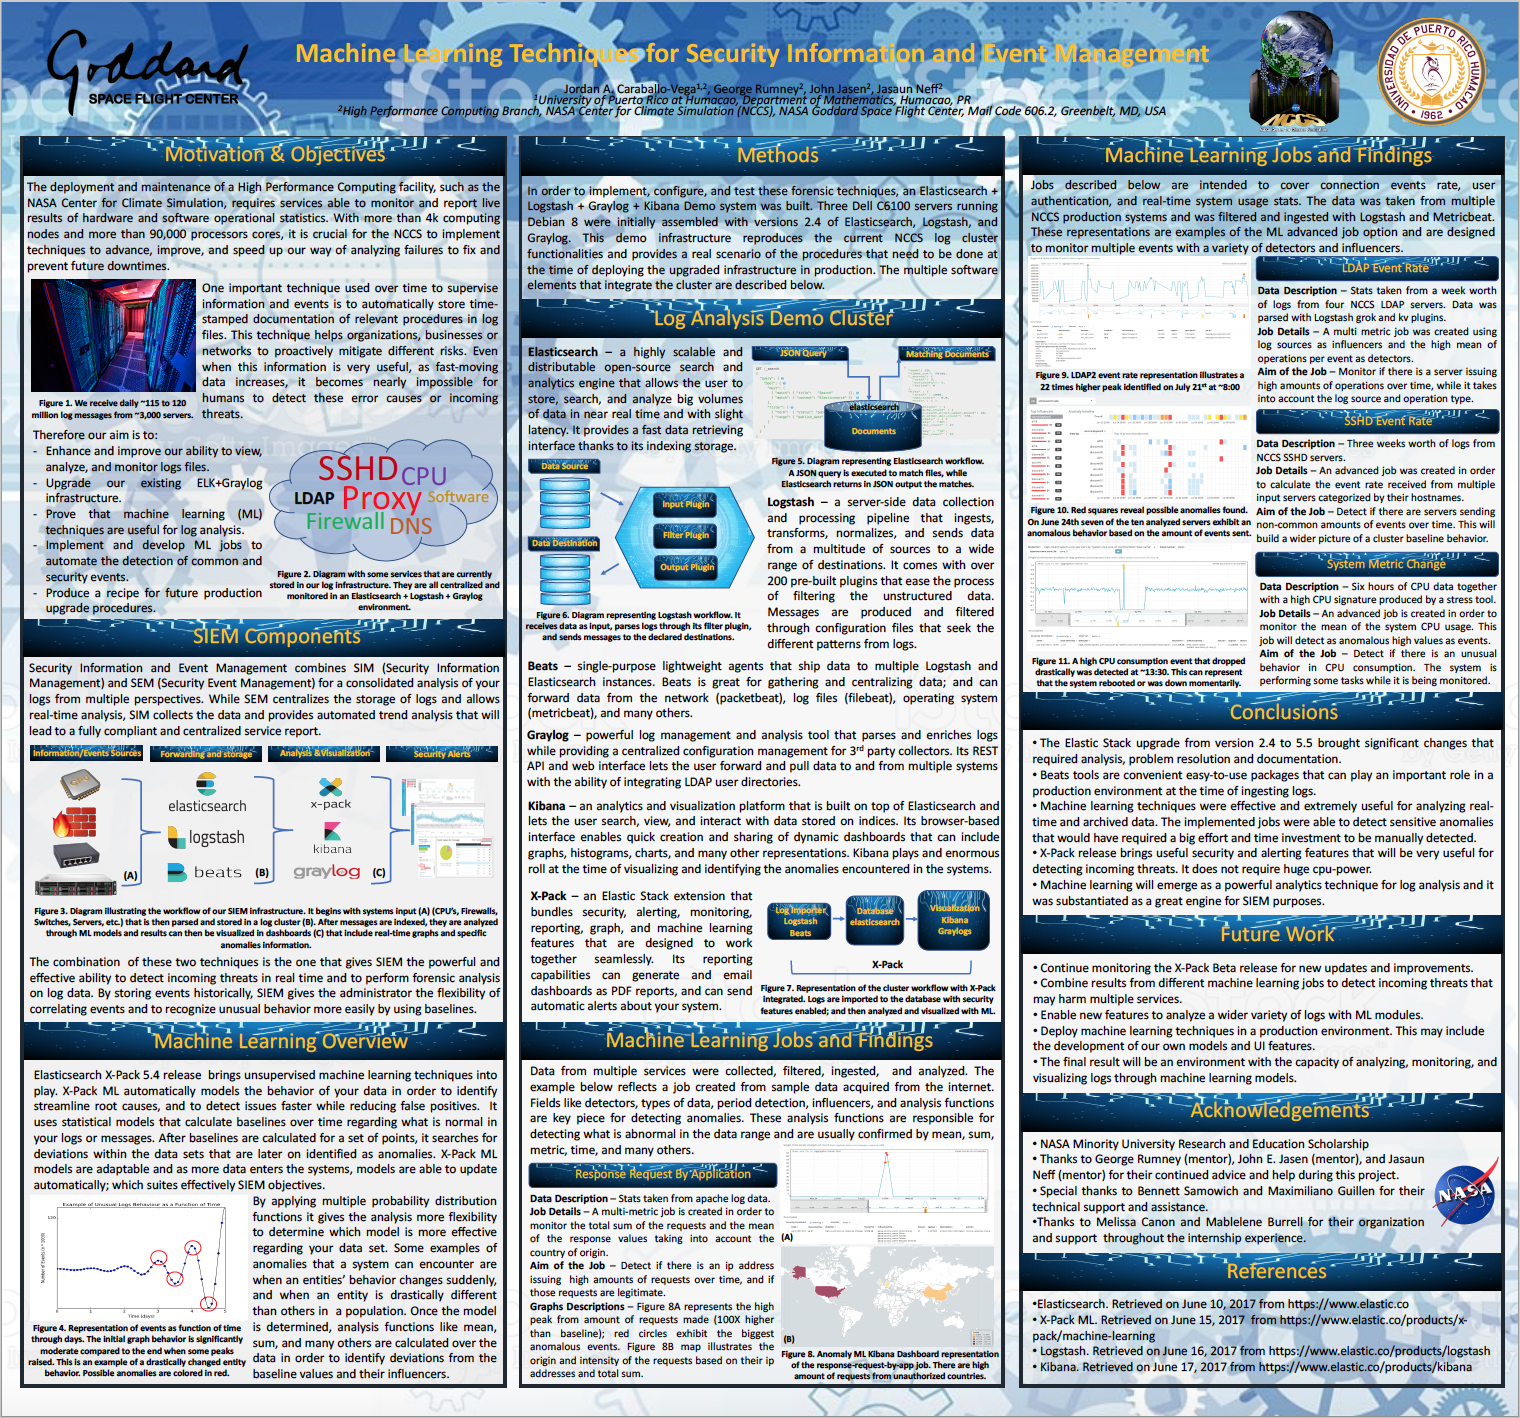 Goddard
SPACE FLIGHT CENTER
Machine Learning Techniques for Security Information and Event Management
Jordan A. Caraballo-Vega1,2, George Rumney2, John Jasen2, Jasaun Neff2
1University of Puerto Rico at Humacao, Department of Mathematics, Humacao, PR
2High Performance Computing Branch, NASA Center for Climate Simulation (NCCS), NASA Goddard Space Flight Center, Mail Code 606.2, Greenbelt, MD, USA
NCCS
UNIVERSIDAD DE PUERTO RICO HUMACAO
1962
Motivation & Objectives
The deployment and maintenance of a High Performance Computing facility, such as the
NASA Center for Climate Simulation, requires services able to monitor and report live
results of hardware and software operational statistics. With more than 4k computing
nodes and more than 90,000 processors cores, it is crucial for the NCCS to implement
techniques to advance, improve, and speed up our way of analyzing failures to fix and
prevent future downtimes.
One important technique used over time to supervise
information and events is to automatically store time-
stamped documentation of relevant procedures in log
files. This technique helps organizations, businesses or
networks to proactively mitigate different risks. Even
when this information is very useful, as fast-moving
data increases, it becomes nearly impossible for
humans to detect these error causes or incoming
threats.
Figure 1. We receive daily ~115 to 120
million log messages from ~3,000 servers.
Therefore our aim is to:
- Enhance and improve our ability to view,
analyze, and monitor logs files.
- Upgrade our existing ELK+Graylog
infrastructure.
- Prove that machine learning (ML)
techniques are useful for log analysis.
- Implement and develop ML jobs to
automate the detection of common and
security events.
- Produce a recipe for future production
upgrade procedures.
SSHD CPU
LDAP Proxy Software
Firewall DNS
Figure 2. Diagram with some services that are currently
stored in our log infrastructure. They are all centralized and
monitored in an Elasticsearch + Logstash + Graylog
environment.
SIEM Components
Security Information and Event Management combines SIM (Security Information
Management) and SEM (Security Event Management) for a consolidated analysis of your
logs from multiple perspectives. While SEM centralizes the storage of logs and allows
real-time analysis, SIM collects the data and provides automated trend analysis that will
lead to a fully compliant and centralized service report.
Information/Events Sources
Forwarding and storage
Analysis &Visualization
Security Alerts
elasticsearch
logstash
beats
x-pack
kibana
graylog
(A)
(B)
(C)
Figure 3. Diagram illustrating the workflow of our SIEM infrastructure. It begins with systems input (A) (CPU's, Firewalls,
Switches, Servers, etc.) that is then parsed and stored in a log cluster (B). After messages are indexed, they are analyzed
through ML models and results can then be visualized in dashboards (C) that include real-time graphs and specific
anomalies information.
The combination of these two techniques is the one that gives SIEM the powerful and
effective ability to detect incoming threats in real time and to perform forensic analysis
on log data. By storing events historically, SIEM gives the administrator the flexibility of
correlating events and to recognize unusual behavior more easily by using baselines.
Machine Learning Overview
Elasticsearch X-Pack 5.4 release brings unsupervised machine learning techniques into
play. X-Pack ML automatically models the behavior of your data in order to identify
streamline root causes, and to detect issues faster while reducing false positives. It
uses statistical models that calculate baselines over time regarding what is normal in
your logs or messages. After baselines are calculated for a set of points, it searches for
deviations within the data sets that are later on identified as anomalies. X-Pack ML
models are adaptable and as more data enters the systems, models are able to update
automatically; which suites effectively SIEM objectives.
Example of Unusual Logs Behaviour as a Function of Time
120
0 1 2 3 4 5
Time (days)
Figure 4. Representation of events as function of time
through days. The initial graph behavior is significantly
moderate compared to the end when some peaks
raised. This is an example of a drastically changed entity
behavior. Possible anomalies are colored in red.
By applying multiple probability distribution
functions it gives the analysis more flexibility
to determine which model is more effective
regarding your data set. Some examples of
anomalies that a system can encounter are
when an entities' behavior changes suddenly,
and when an entity is drastically different
than others in a population. Once the model
is determined, analysis functions like mean,
sum, and many others are calculated over the
data in order to identify deviations from the
baseline values and their influencers.
Methods
In order to implement, configure, and test these forensic techniques, an Elasticsearch +
Logstash + Graylog + Kibana Demo system was built. Three Dell C6100 servers running
Debian 8 were initially assembled with versions 2.4 of Elasticsearch, Logstash, and
Graylog. This demo infrastructure reproduces the current NCCS log cluster
functionalities and provides a real scenario of the procedures that need to be done at
the time of deploying the upgraded infrastructure in production. The multiple software
elements that integrate the cluster are described below.
Log Analysis Demo Cluster
Elasticsearch – a highly scalable and
distributable open-source search and
analytics engine that allows the user to
store, search, and analyze big volumes
of data in near real time and with slight
latency. It provides a fast data retrieving
interface thanks to its indexing storage.
JSON Query
Matching Documents
elasticsearch
Documents
Figure 5. Diagram representing Elasticsearch workflow.
A JSON query is executed to match files, while
Elasticsearch returns in JSON output the matches.
Data Source
Data Destination
Input Plugin
Filter Plugin
Output Plugin
Figure 6. Diagram representing Logstash workflow. It
receives data as input, parses logs through its filter plugin,
and sends messages to the declared destinations.
Logstash – a server-side data collection
and processing pipeline that ingests,
transforms, normalizes, and sends data
from a multitude of sources to a wide
range of destinations. It comes with over
200 pre-built plugins that ease the process
of filtering the unstructured data.
Messages are produced and filtered
through configuration files that seek the
different patterns from logs.
Beats – single-purpose lightweight agents that ship data to multiple Logstash and
Elasticsearch instances. Beats is great for gathering and centralizing data; and can
forward data from the network (packetbeat), log files (filebeat), operating system
(metricbeat), and many others.
Graylog – powerful log management and analysis tool that parses and enriches logs
while providing a centralized configuration management for 3rd party collectors. Its REST
API and web interface lets the user forward and pull data to and from multiple systems
with the ability of integrating LDAP user directories.
Kibana – an analytics and visualization platform that is built on top of Elasticsearch and
lets the user search, view, and interact with data stored on indices. Its browser-based
interface enables quick creation and sharing of dynamic dashboards that can include
graphs, histograms, charts, and many other representations. Kibana plays and enormous
roll at the time of visualizing and identifying the anomalies encountered in the systems.
X-Pack – an Elastic Stack extension that
bundles security, alerting, monitoring,
reporting, graph, and machine learning
features that are designed to work
together seamlessly. Its reporting
capabilities can generate and email
dashboards as PDF reports, and can send
automatic alerts about your system.
Log Importer
Logstash
Beats
Database
elasticsearch
Visualization
Kibana
Graylogs
X-Pack
Figure 7. Representation of the cluster workflow with X-Pack
integrated. Logs are imported to the database with security
features enabled; and then analyzed and visualized with ML.
Machine Learning Jobs and Findings
Data from multiple services were collected, filtered, ingested, and analyzed. The
example below reflects a job created from sample data acquired from the internet.
Fields like detectors, types of data, period detection, influencers, and analysis functions
are key piece for detecting anomalies. These analysis functions are responsible for
detecting what is abnormal in the data range and are usually confirmed by mean, sum,
metric, time, and many others.
Response Request By Application
Data Description – Stats taken from apache log data.
Job Details – A multi-metric job is created in order to
monitor the total sum of the requests and the mean
of the response values taking into account the
country of origin.
Aim of the Job – Detect if there is an ip address
issuing high amounts of requests over time, and if
those requests are legitimate.
Graphs Descriptions – Figure 8A represents the high
peak from amount of requests made (100X higher
than baseline); red circles exhibit the biggest
anomalous events. Figure 8B map illustrates the
origin and intensity of the requests based on their ip
addresses and total sum.
(A)
(B)
Figure 8. Anomaly ML Kibana Dashboard representation
of the response-request-by-app job. There are high
amount of requests from unauthorized countries.
Machine Learning Jobs and Findings
Jobs described below are intended to cover connection events rate, user
authentication, and real-time system usage stats. The data was taken from multiple
NCCS production systems and was filtered and ingested with Logstash and Metricbeat.
These representations are examples of the ML advanced job option and are designed
to monitor multiple events with a variety of detectors and influencers.
Figure 9. LDAP2 event rate representation illustrates a
22 times higher peak identified on July 21st at ~8:00
LDAP Event Rate
Data Description – Stats taken from a week worth
of logs from four NCCS LDAP servers. Data was
parsed with Logstash grok and kv plugins.
Job Details – A multi metric job was created using
log sources as influencers and the high mean of
operations per event as detectors.
Aim of the Job – Monitor if there is a server issuing
high amounts of operations over time, while it takes
into account the log source and operation type.
Figure 10. Red squares reveal possible anomalies found.
On June 24th seven of the ten analyzed servers exhibit an
anomalous behavior based on the amount of events sent.
SSHD Event Rate
Data Description – Three weeks worth of logs from
NCCS SSHD servers.
Job Details – An advanced job was created in order
to calculate the event rate received from multiple
input servers categorized by their hostnames.
Aim of the Job – Detect if there are servers sending
non-common amounts of events over time. This will
build a wider picture of a cluster baseline behavior.
Figure 11. A high CPU consumption event that dropped
drastically was detected at ~13:30. This can represent
that the system rebooted or was down momentarily.
System Metric Change
Data Description – Six hours of CPU data together
with a high CPU signature produced by a stress tool.
Job Details – An advanced job is created in order to
monitor the mean of the system CPU usage. This
job will detect as anomalous high values as events.
Aim of the Job – Detect if there is an unusual
behavior in CPU consumption. The system is
performing some tasks while it is being monitored.
Conclusions
• The Elastic Stack upgrade from version 2.4 to 5.5 brought significant changes that
required analysis, problem resolution and documentation.
• Beats tools are convenient easy-to-use packages that can play an important role in a
production environment at the time of ingesting logs.
• Machine learning techniques were effective and extremely useful for analyzing real-
time and archived data. The implemented jobs were able to detect sensitive anomalies
that would have required a big effort and time investment to be manually detected.
• X-Pack release brings useful security and alerting features that will be very useful for
detecting incoming threats. It does not require huge cpu-power.
• Machine learning will emerge as a powerful analytics technique for log analysis and it
was substantiated as a great engine for SIEM purposes.
Future Work
• Continue monitoring the X-Pack Beta release for new updates and improvements.
• Combine results from different machine learning jobs to detect incoming threats that
may harm multiple services.
• Enable new features to analyze a wider variety of logs with ML modules.
• Deploy machine learning techniques in a production environment. This may include
the development of our own models and UI features.
• The final result will be an environment with the capacity of analyzing, monitoring, and
visualizing logs through machine learning models.
Acknowledgements
• NASA Minority University Research and Education Scholarship
• Thanks to George Rumney (mentor), John E. Jasen (mentor), and Jasaun
Neff (mentor) for their continued advice and help during this project.
• Special thanks to Bennett Samowich and Maximiliano Guillen for their
technical support and assistance.
•Thanks to Melissa Canon and Mablelene Burrell for their organization
and support throughout the internship experience.
NASA
References
•Elasticsearch. Retrieved on June 10, 2017 from https://www.elastic.co
• X-Pack ML. Retrieved on June 15, 2017 from https://www.elastic.co/products/x-
pack/machine-learning
• Logstash. Retrieved on June 16, 2017 from https://www.elastic.co/products/logstash
• Kibana. Retrieved on June 17, 2017 from https://www.elastic.co/products/kibana